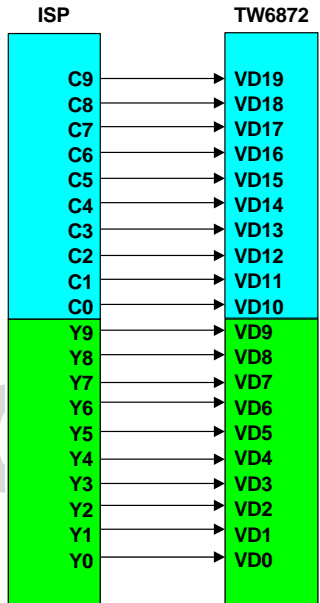 ISP TW6872
C9 VD19
C8 VD18
C7 VD17
C6 VD16
C5 VD15
C4 VD14
C3 VD13
C2 VD12
C1 VD11
C0 VD10
Y9 VD9
Y8 VD8
Y7 VD7
Y6 VD6
Y5 VD5
Y4 VD4
Y3 VD3
Y2 VD2
Y1 VD1
Y0 VD0